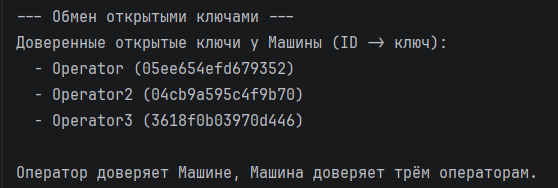 --- Обмен открытыми ключами ---
Доверенные открытые ключи у Машины (ID -> ключ):
- Operator (05ee654efd679352)
- Operator2 (04cb9a595c4f9b70)
- Operator3 (3618f0b03970d446)
Оператор доверяет Машине, Машина доверяет трём операторам.